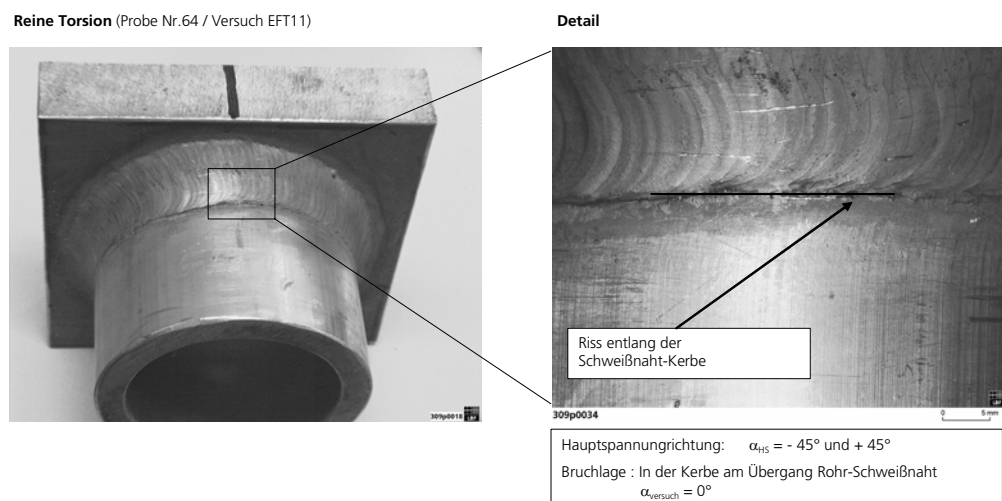 Reine Torsion (Probe Nr.64 / Versuch EFT11)
Detail
Riss entlang der
Schweißnaht-Kerbe
309p0018
309p0034
0 5 mm
Hauptspannungrichtung: αHS = - 45° und + 45°
Bruchlage : In der Kerbe am Übergang Rohr-Schweißnaht
αversuch = 0°